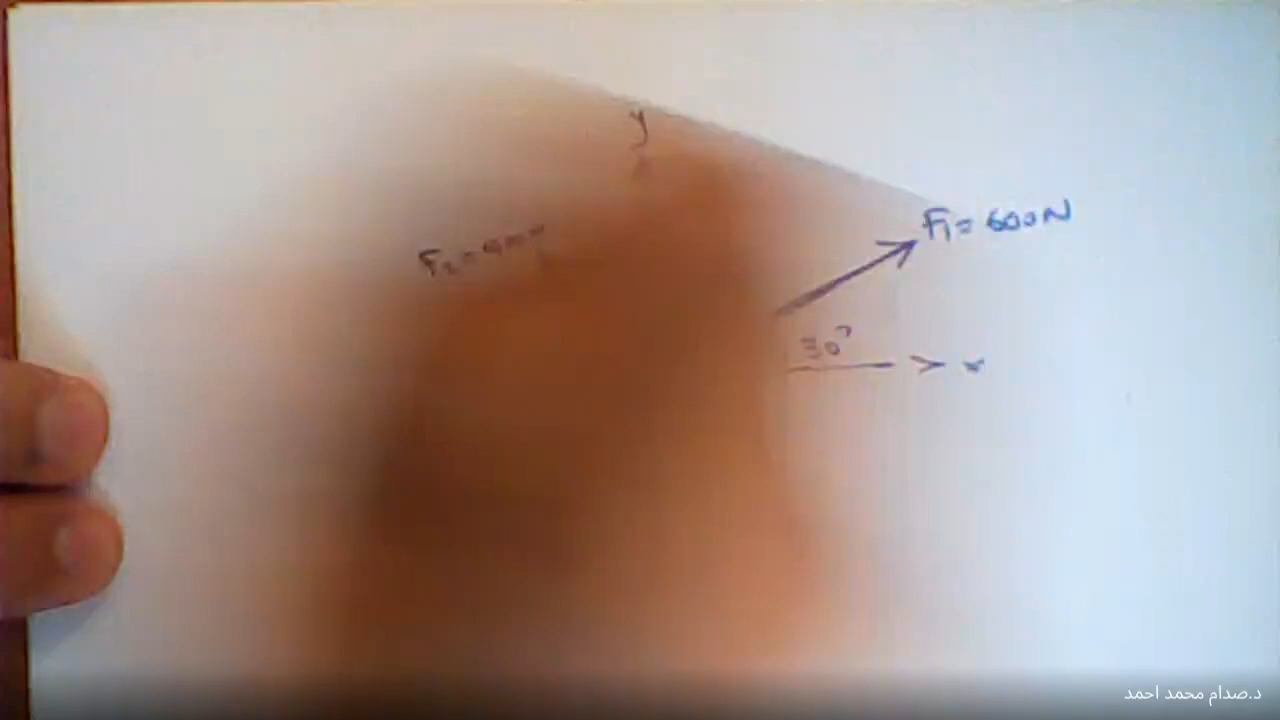 y
F₁ = 600N
F₂ = 400N
30°
x
د.صدام محمد احمد